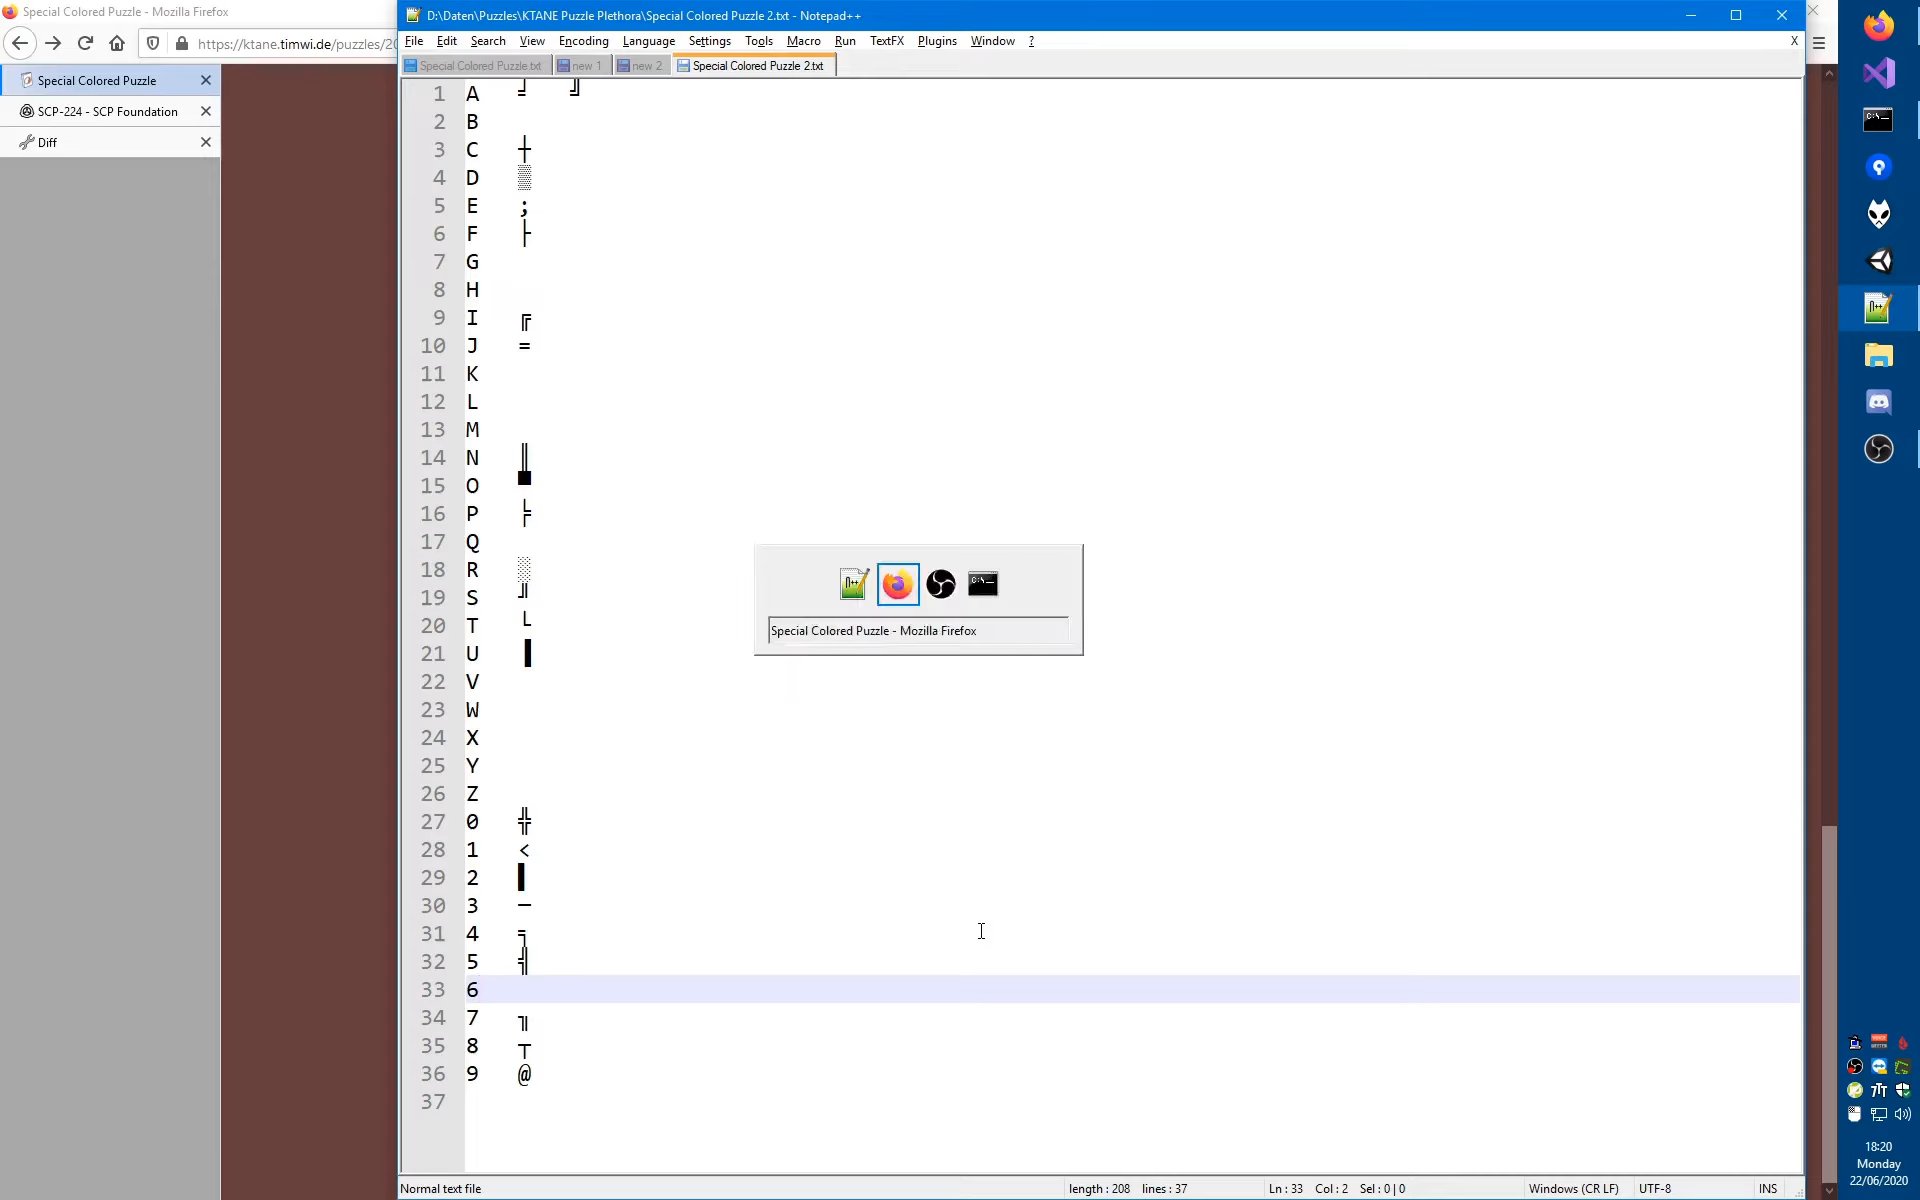 Special Colored Puzzle - Mozilla Firefox
https://ktane.timwi.de/puzzles/20
Special Colored Puzzle
SCP-224 - SCP Foundation
Diff
D:\Daten\Puzzles\KTANE Puzzle Plethora\Special Colored Puzzle 2.txt - Notepad++
File Edit Search View Encoding Language Settings Tools Macro Run TextFX Plugins Window ? X
Special Colored Puzzle.txt new 1 new 2 Special Colored Puzzle 2.txt
1 A ╛ ╝
2 B
3 C ┼
4 D ▒
5 E ;
6 F ├
7 G
8 H
9 I ╔
10 J =
11 K
12 L
13 M
14 N ║
15 O ▀
16 P ╞
17 Q
18 R ░
19 S ╜
20 T └
21 U ▐
22 V
23 W
24 X
25 Y
26 Z
27 0 ╬
28 1 <
29 2 ▌
30 3 ─
31 4 ╕
32 5 ╣
33 6
34 7 ╖
35 8 ┬
36 9 @
37
Special Colored Puzzle - Mozilla Firefox
Normal text file length : 208 lines : 37 Ln : 33 Col : 2 Sel : 0 | 0 Windows (CR LF) UTF-8 INS
18:20
Monday
22/06/2020